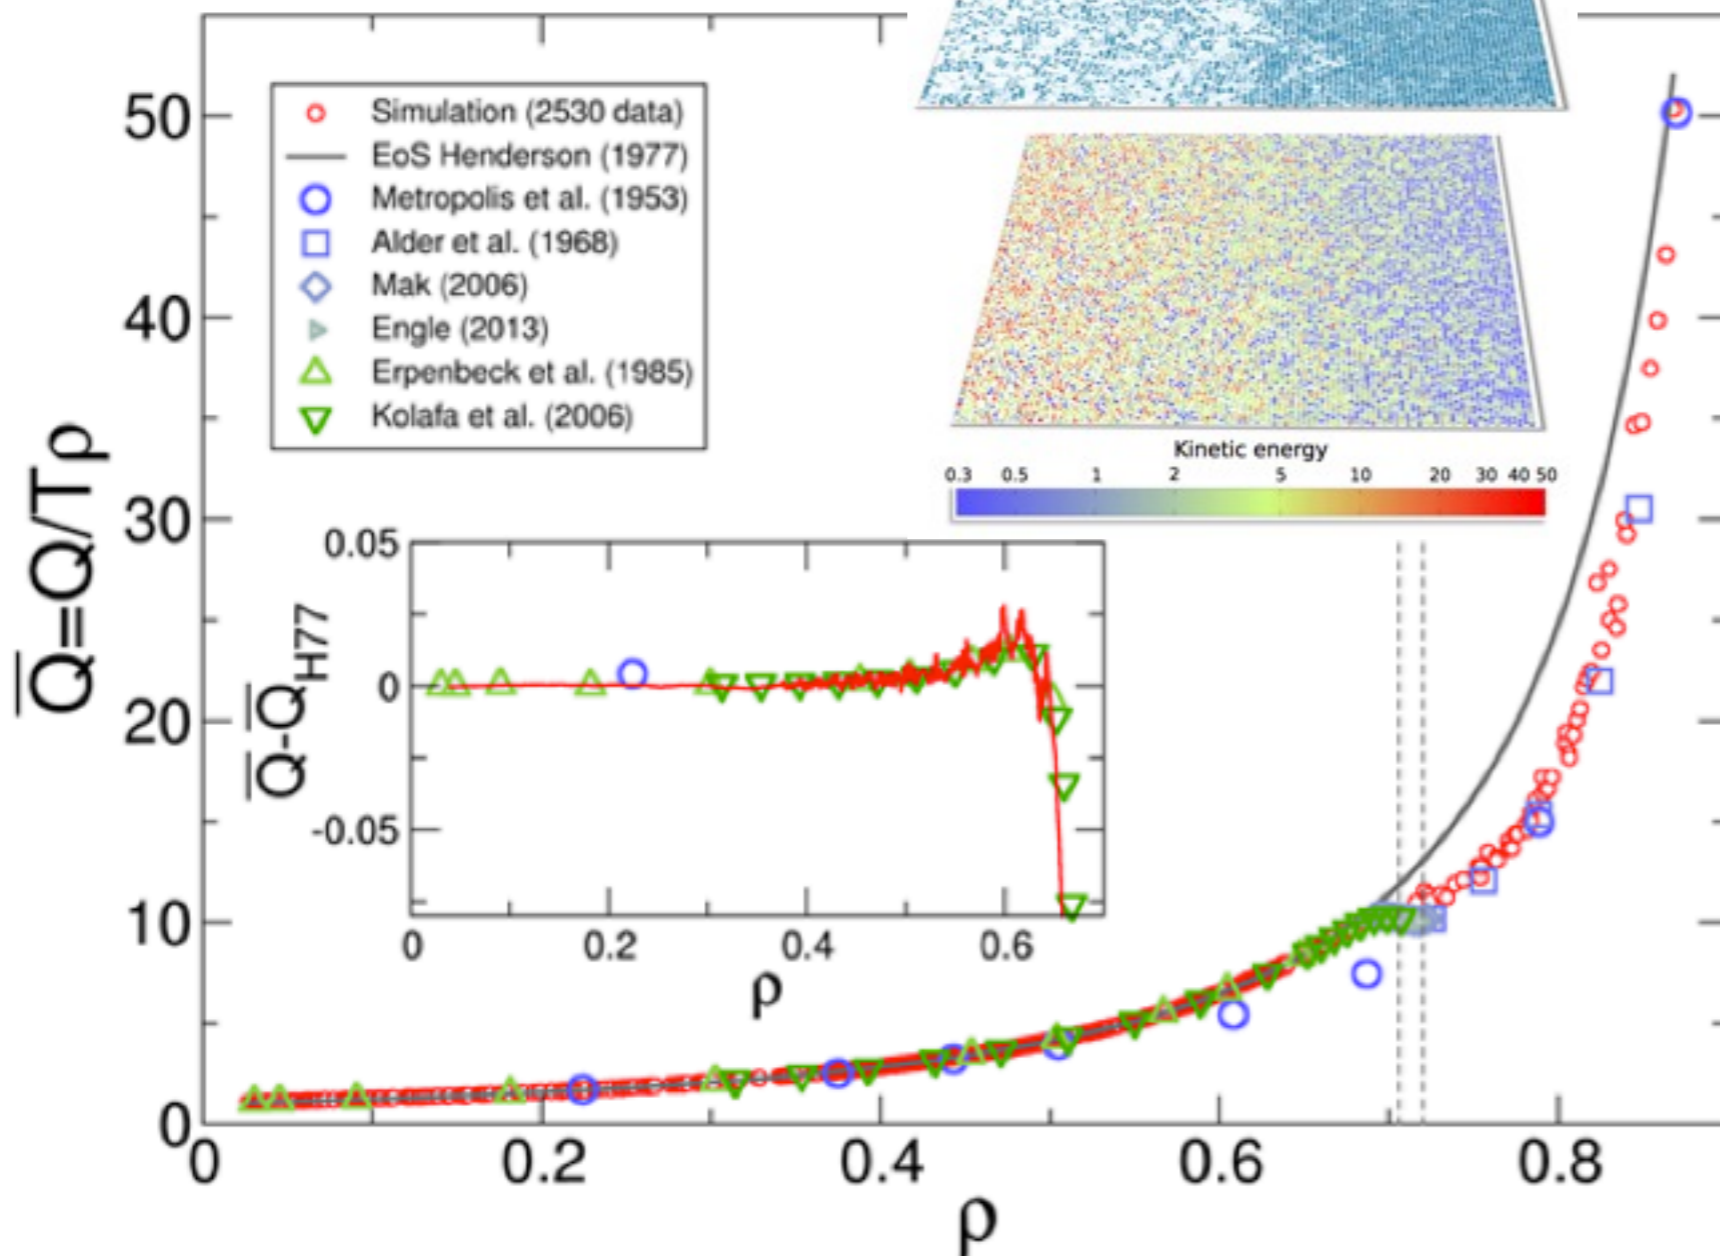 50
40
30
20
10
0
Q̅=Q/T̅ρ
Simulation (2530 data)
EoS Henderson (1977)
Metropolis et al. (1953)
Alder et al. (1968)
Mak (2006)
Engle (2013)
Erpenbeck et al. (1985)
Kolafa et al. (2006)
Kinetic energy
0.3 0.5 1 2 5 10 20 30 40 50
0.05
0
-0.05
Q̅-Q̅H77
0 0.2 0.4 0.6
ρ
0 0.2 0.4 0.6 0.8
ρ